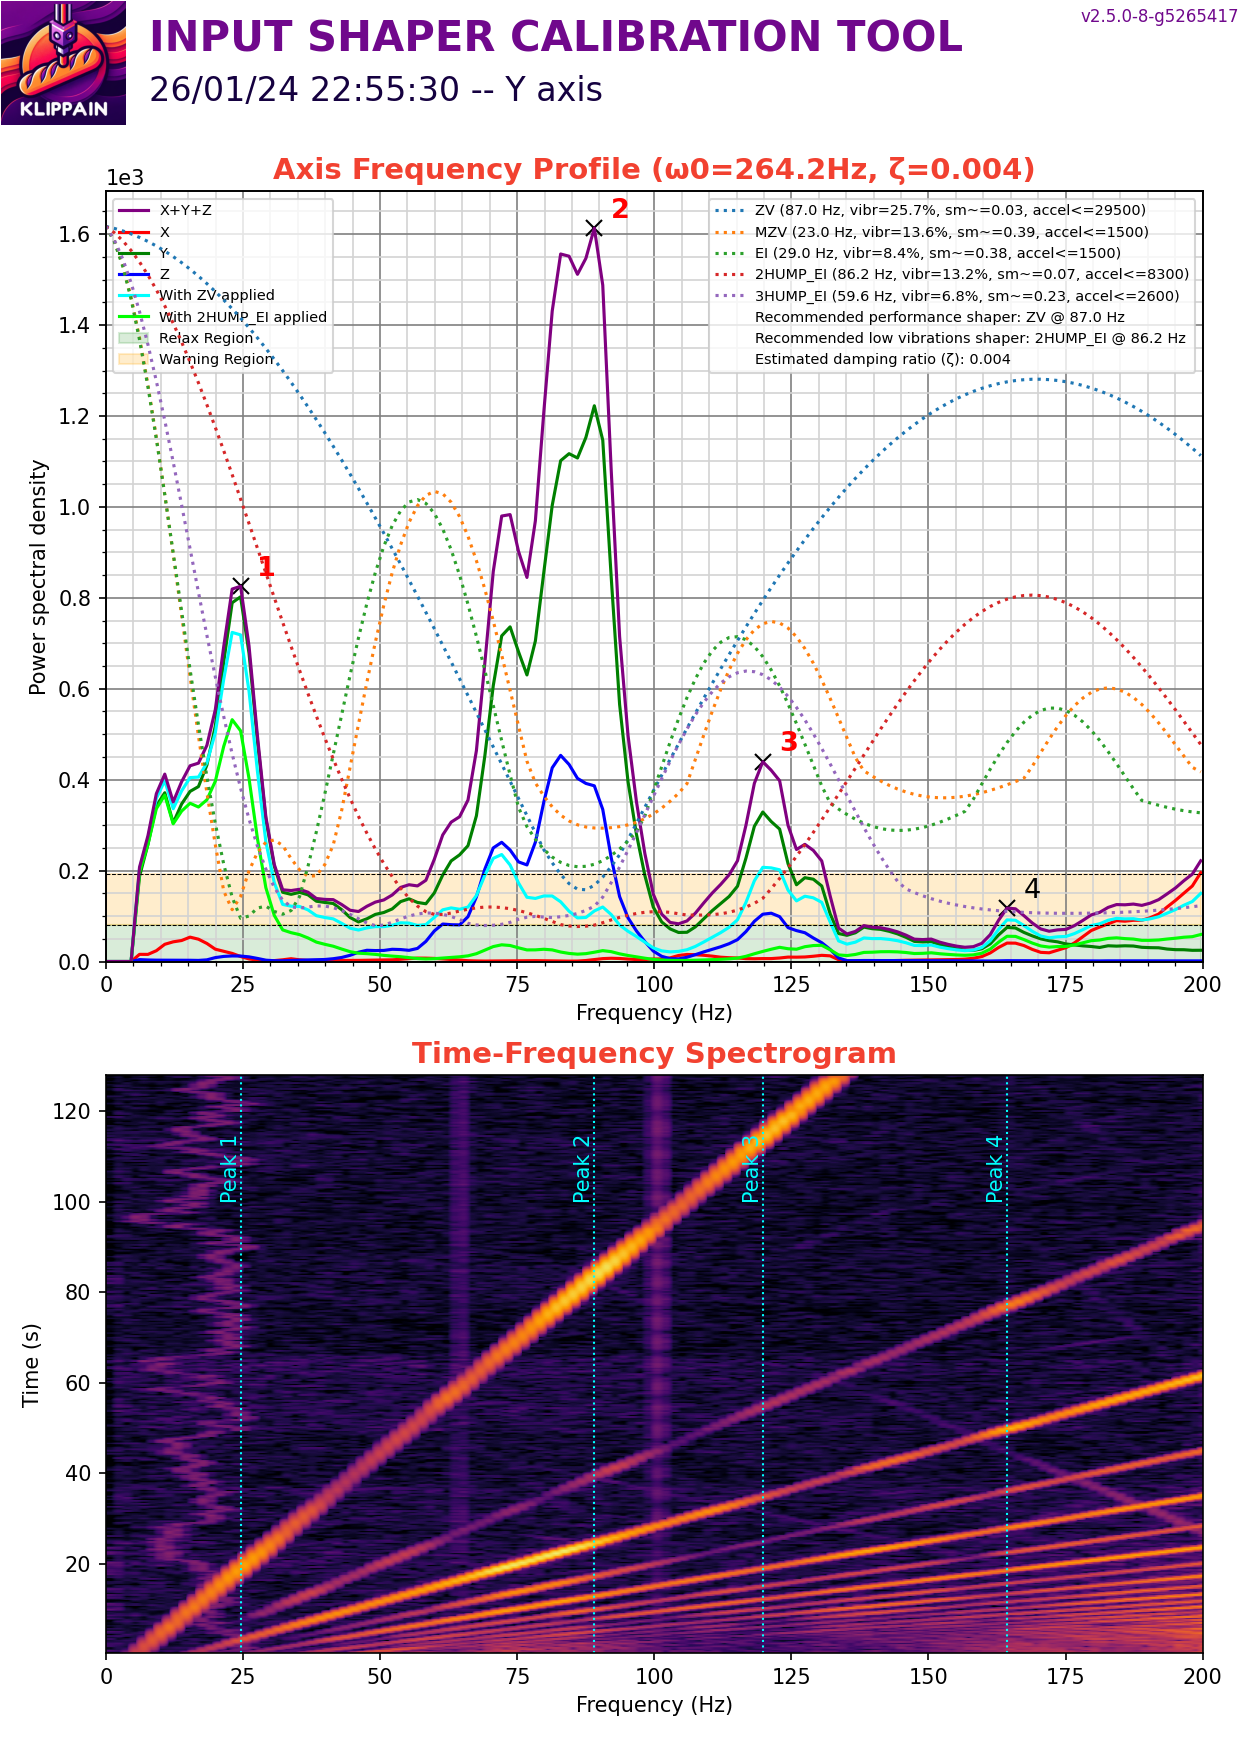 v2.5.0-8-g5265417
INPUT SHAPER CALIBRATION TOOL
26/01/24 22:55:30 -- Y axis
KLIPPAIN
Axis Frequency Profile (ω0=264.2Hz, ζ=0.004)
1e3
X+Y+Z
X
Y
Z
With ZV applied
With 2HUMP_EI applied
Relax Region
Warning Region
ZV (87.0 Hz, vibr=25.7%, sm~=0.03, accel<=29500)
MZV (23.0 Hz, vibr=13.6%, sm~=0.39, accel<=1500)
EI (29.0 Hz, vibr=8.4%, sm~=0.38, accel<=1500)
2HUMP_EI (86.2 Hz, vibr=13.2%, sm~=0.07, accel<=8300)
3HUMP_EI (59.6 Hz, vibr=6.8%, sm~=0.23, accel<=2600)
Recommended performance shaper: ZV @ 87.0 Hz
Recommended low vibrations shaper: 2HUMP_EI @ 86.2 Hz
Estimated damping ratio (ζ): 0.004
1
2
3
4
Power spectral density
1.6
1.4
1.2
1.0
0.8
0.6
0.4
0.2
0.0
0 25 50 75 100 125 150 175 200
Frequency (Hz)
Time-Frequency Spectrogram
Time (s)
120
100
80
60
40
20
Peak 1
Peak 2
Peak 3
Peak 4
0 25 50 75 100 125 150 175 200
Frequency (Hz)